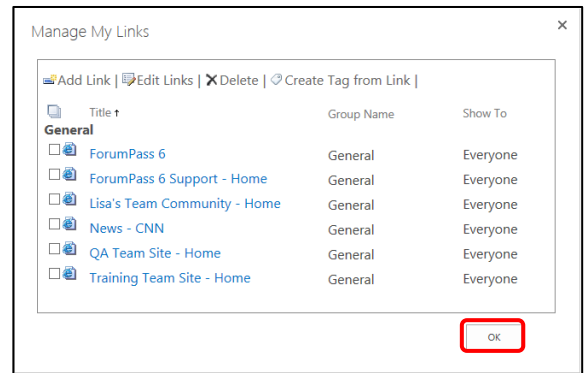 Manage My Links
×
Add Link | Edit Links | Delete | Create Tag from Link |
Title ↑ Group Name Show To
General
ForumPass 6 General Everyone
ForumPass 6 Support - Home General Everyone
Lisa's Team Community - Home General Everyone
News - CNN General Everyone
QA Team Site - Home General Everyone
Training Team Site - Home General Everyone
OK